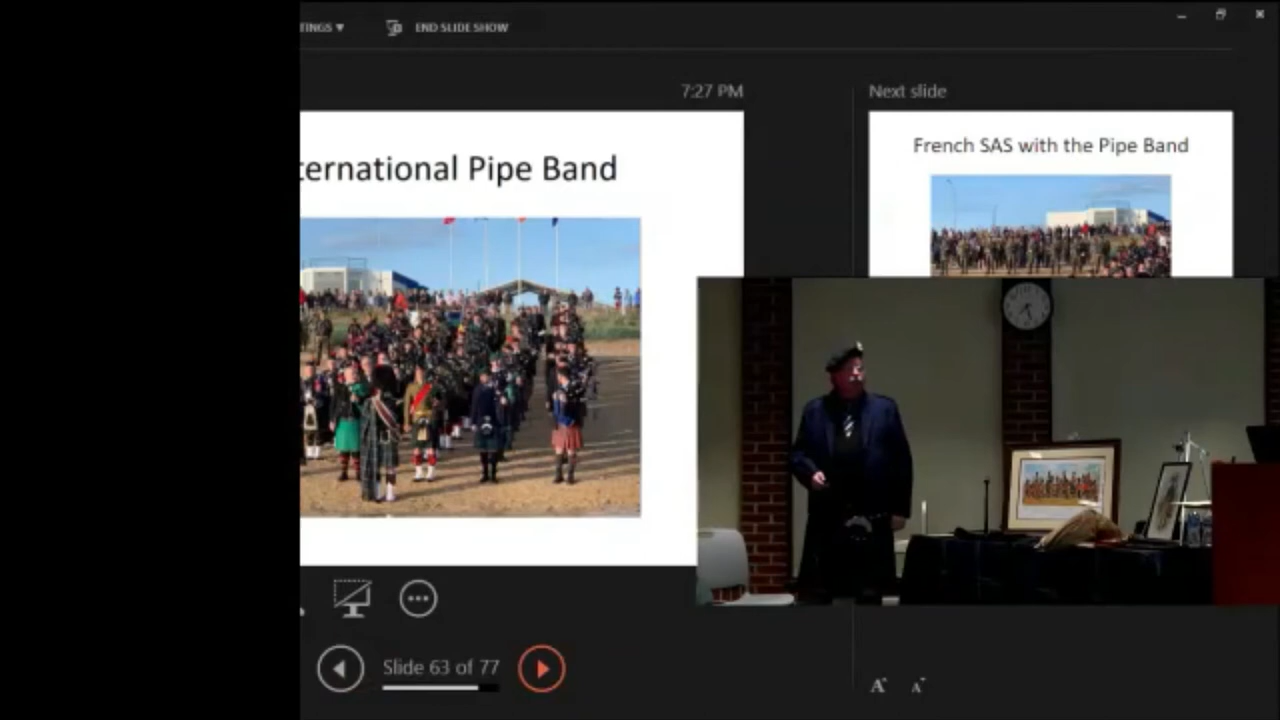 TINGS ▼
END SLIDE SHOW
7:27 PM
Next slide
ternational Pipe Band
French SAS with the Pipe Band
Slide 63 of 77
A
A